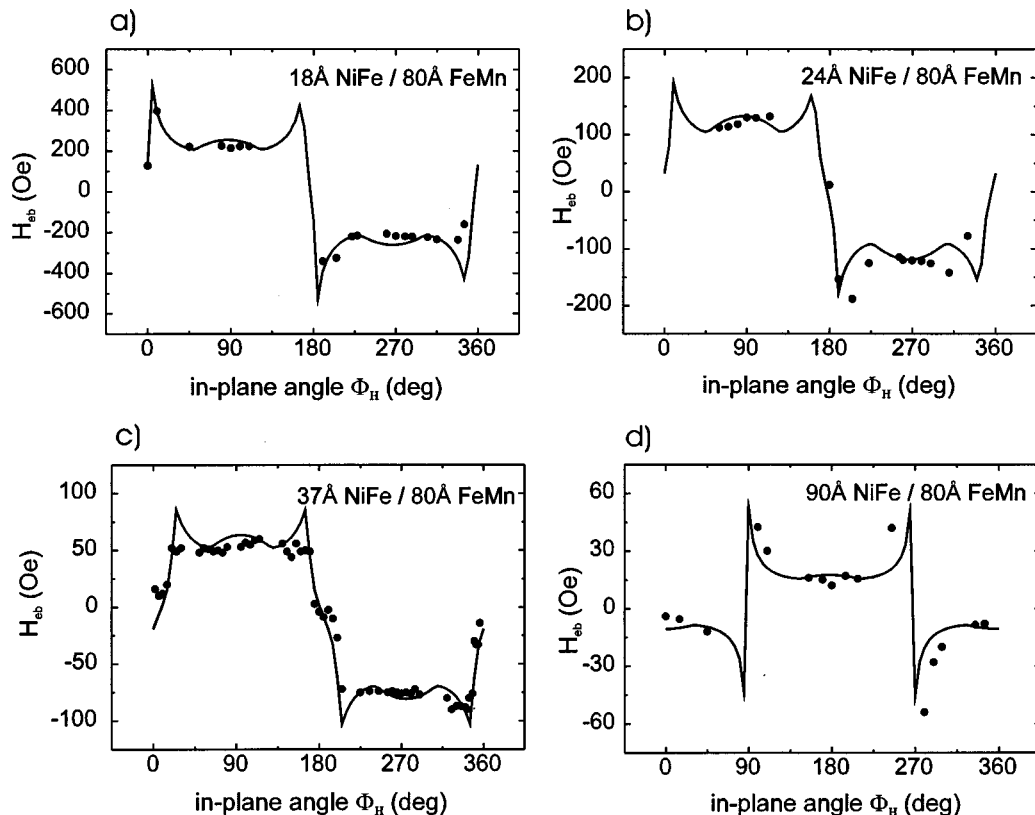 a)
18Å NiFe / 80Å FeMn
600
400
200
0
-200
-400
-600
H_eb (Oe)
0 90 180 270 360
in-plane angle Φ_H (deg)
b)
24Å NiFe / 80Å FeMn
200
100
0
-100
-200
H_eb (Oe)
0 90 180 270 360
in-plane angle Φ_H (deg)
c)
37Å NiFe / 80Å FeMn
100
50
0
-50
-100
H_eb (Oe)
0 90 180 270 360
in-plane angle Φ_H (deg)
d)
90Å NiFe / 80Å FeMn
60
30
0
-30
-60
H_eb (Oe)
0 90 180 270 360
in-plane angle Φ_H (deg)